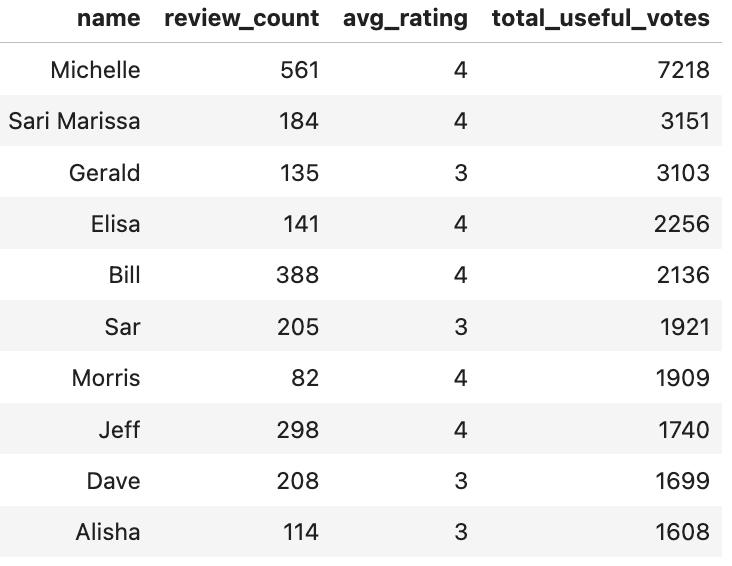 name review_count avg_rating total_useful_votes
Michelle 561 4 7218
Sari Marissa 184 4 3151
Gerald 135 3 3103
Elisa 141 4 2256
Bill 388 4 2136
Sar 205 3 1921
Morris 82 4 1909
Jeff 298 4 1740
Dave 208 3 1699
Alisha 114 3 1608